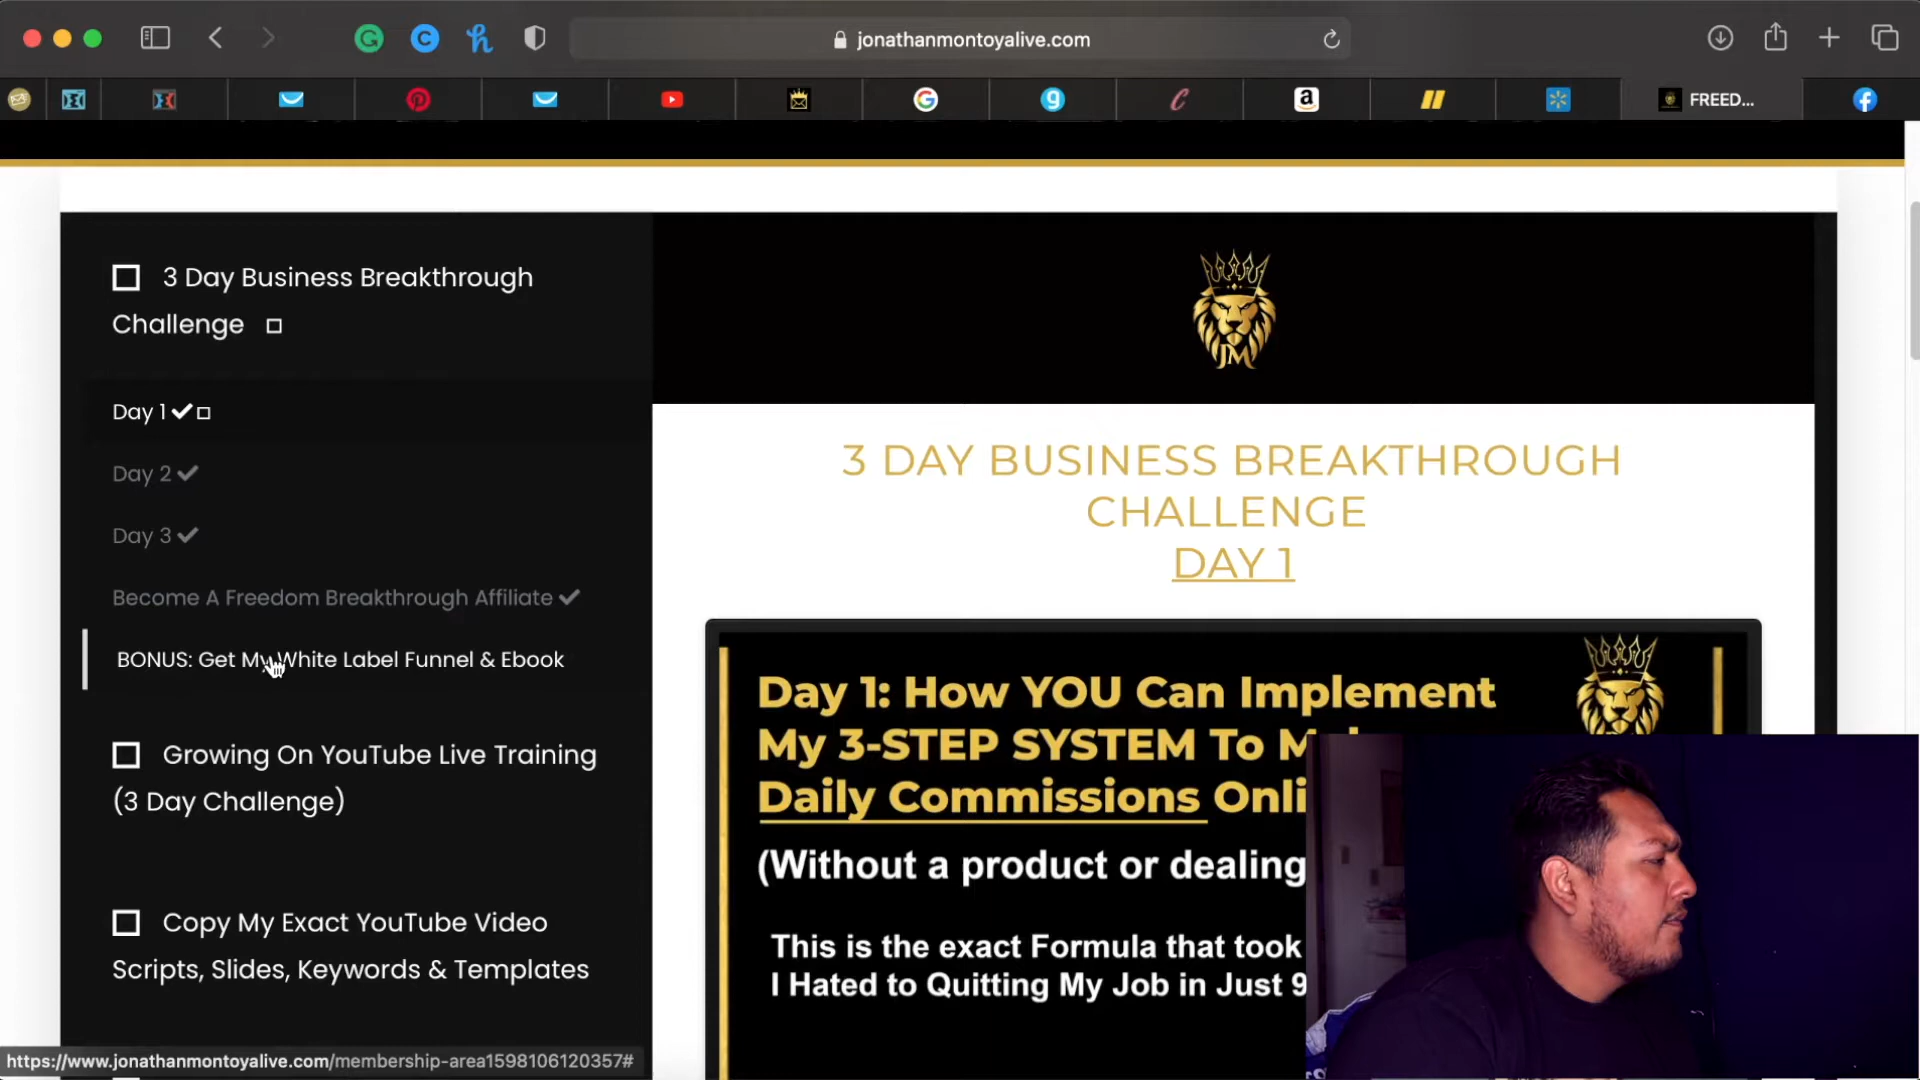 jonathanmontoyalive.com
FREED...
3 Day Business Breakthrough
Challenge
Day 1
Day 2
Day 3
Become A Freedom Breakthrough Affiliate
BONUS: Get My White Label Funnel & Ebook
Growing On YouTube Live Training
(3 Day Challenge)
Copy My Exact YouTube Video
Scripts, Slides, Keywords & Templates
https://www.jonathanmontoyalive.com/membership-area1598106120357#
JM
3 DAY BUSINESS BREAKTHROUGH
CHALLENGE
DAY 1
Day 1: How YOU Can Implement
My 3-STEP SYSTEM To
Daily Commissions
(Without a product or dealing
This is the exact Formula that took
I Hated to Quitting My Job in Just 9